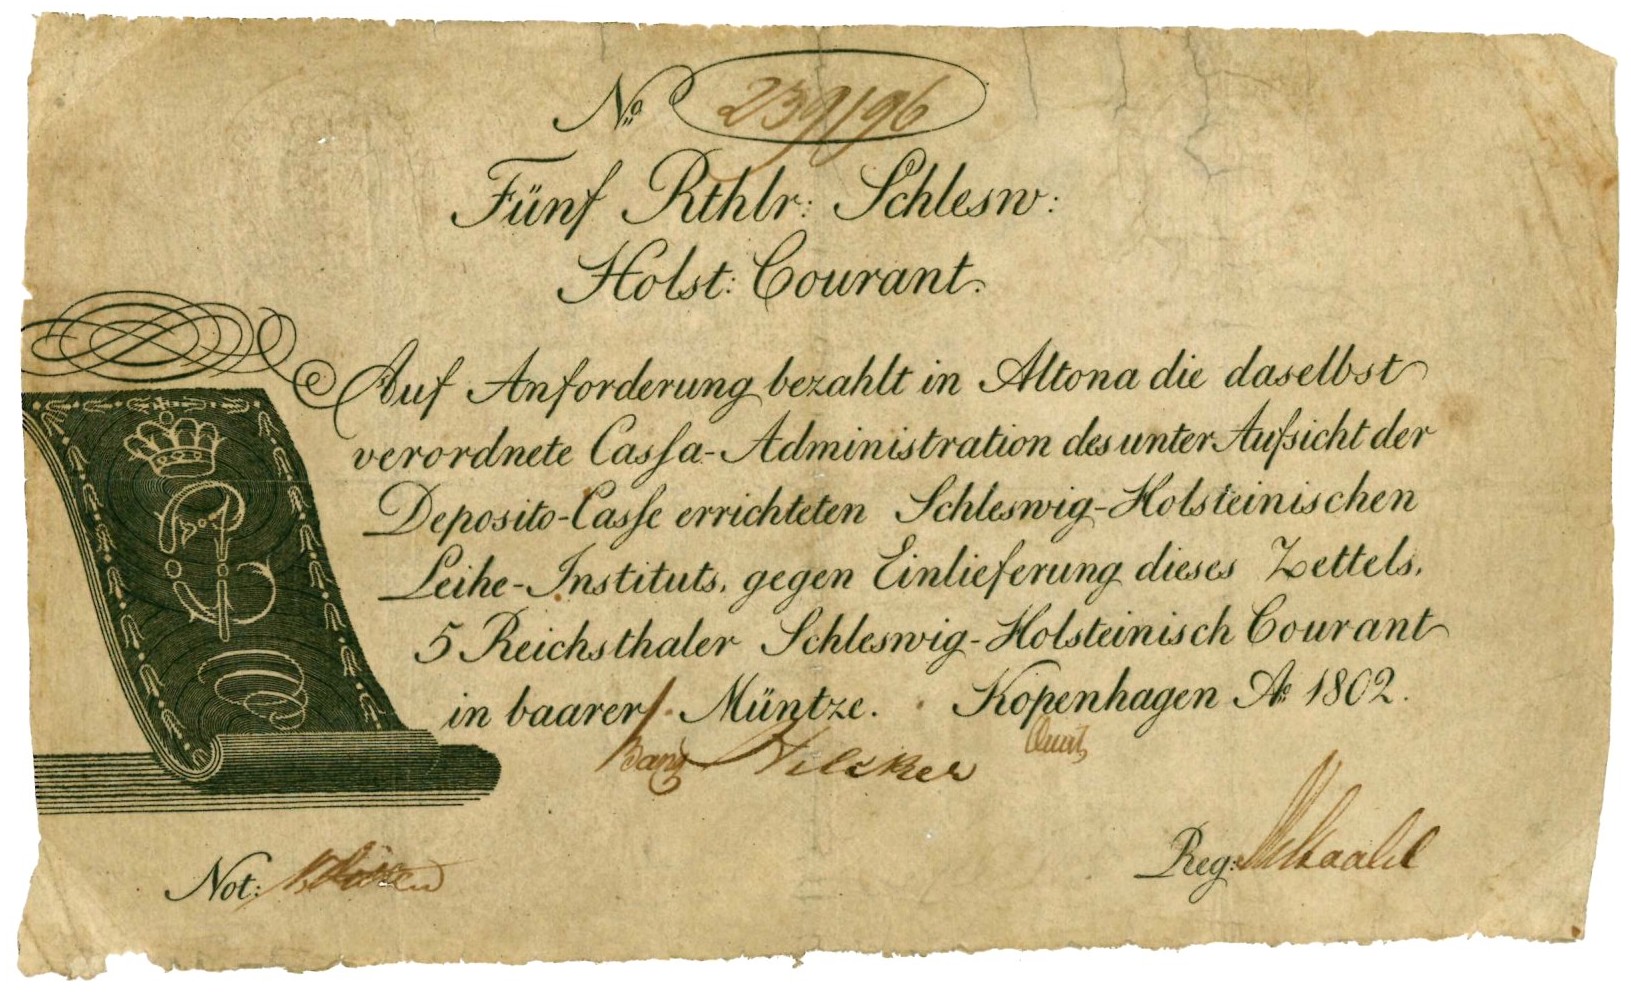 No. 239196
Fünf Rthlr: Schlesw:
Holst: Courant.
Auf Anforderung bezahlt in Altona die daselbst
verordnete Cassa-Administration des unter Aufsicht der
Deposito-Casse errichteten Schleswig-Holsteinischen
Leihe-Instituts, gegen Einlieferung dieses Zettels,
5 Reichsthaler Schleswig-Holsteinisch Courant
in baarer Müntze. Kopenhagen Ao. 1802.
Not:
Reg: